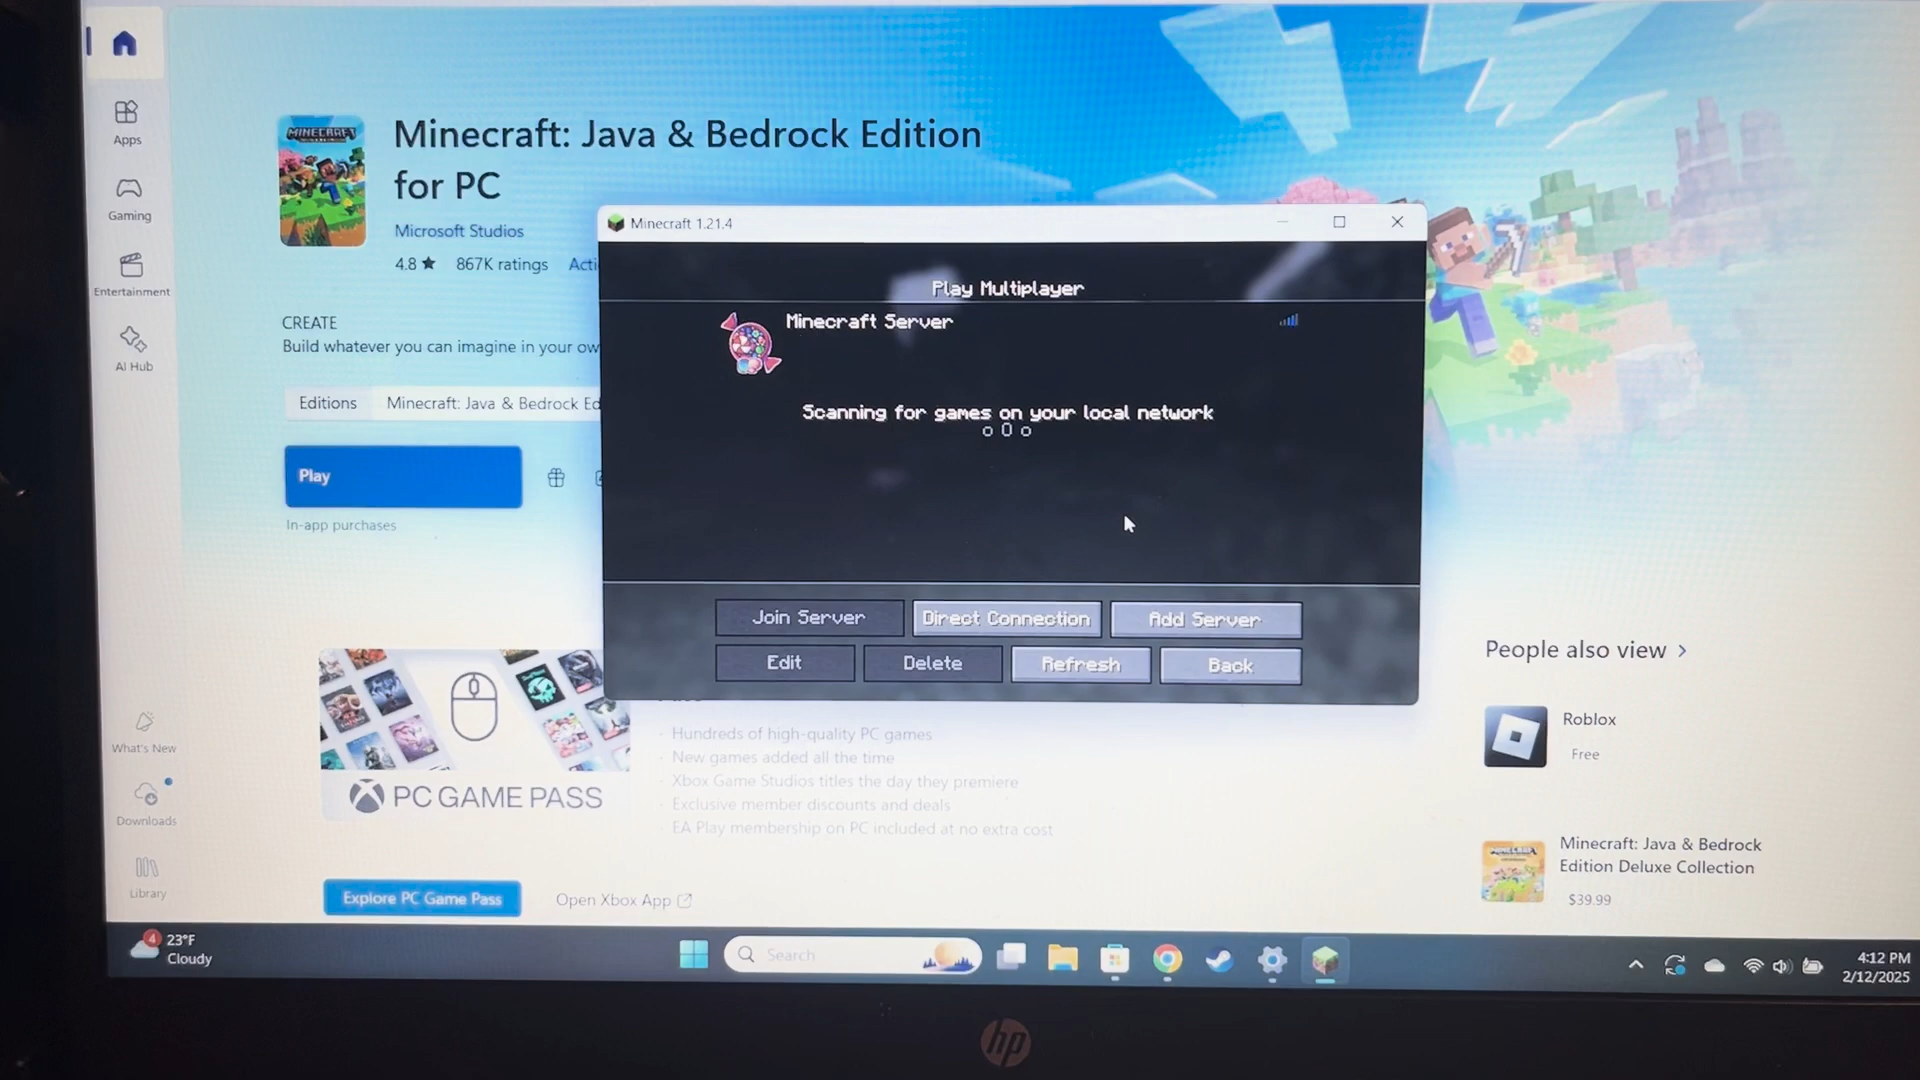 Apps
Gaming
Entertainment
AI Hub
What's New
Downloads
Library
MINECRAFT
Minecraft: Java & Bedrock Edition
for PC
Microsoft Studios
4.8 ★ 867K ratings Acti
CREATE
Build whatever you can imagine in your ow
Editions Minecraft: Java & Bedrock Ed
Play
In-app purchases
Minecraft 1.21.4
Play Multiplayer
Minecraft Server
Scanning for games on your local network
o O o
Join Server
Direct Connection
Add Server
Edit
Delete
Refresh
Back
PC GAME PASS
· Hundreds of high-quality PC games
· New games added all the time
· Xbox Game Studios titles the day they premiere
· Exclusive member discounts and deals
· EA Play membership on PC included at no extra cost
Explore PC Game Pass
Open Xbox App
People also view >
Roblox
Free
Minecraft: Java & Bedrock
Edition Deluxe Collection
$39.99
4
23°F
Cloudy
Search
4:12 PM
2/12/2025
hp